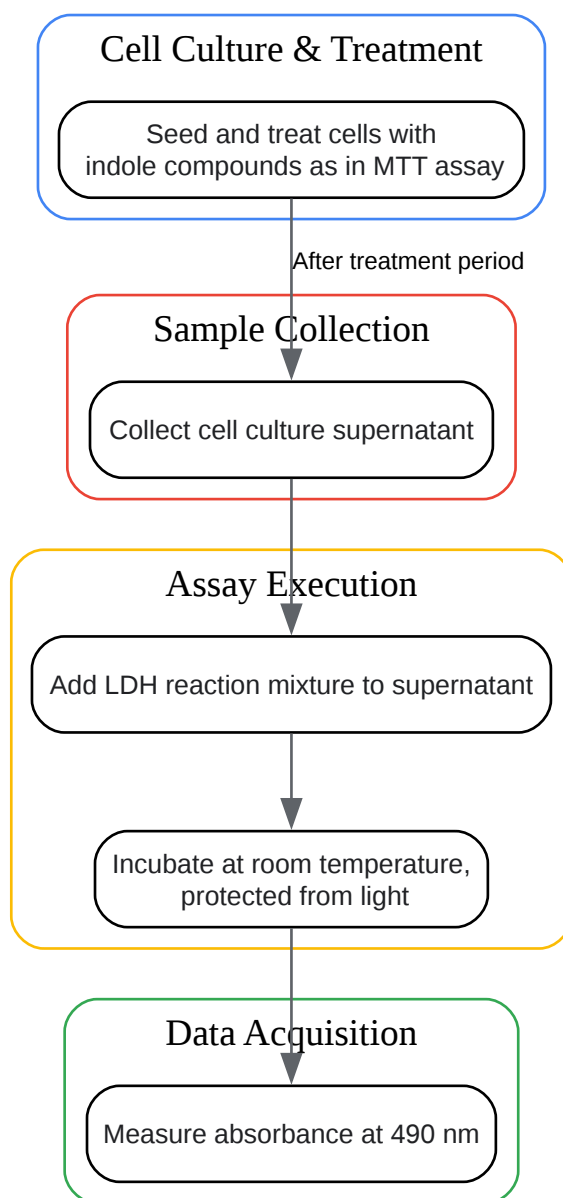 Cell Culture & Treatment
Seed and treat cells with
indole compounds as in MTT assay
After treatment period
Sample Collection
Collect cell culture supernatant
Assay Execution
Add LDH reaction mixture to supernatant
Incubate at room temperature,
protected from light
Data Acquisition
Measure absorbance at 490 nm